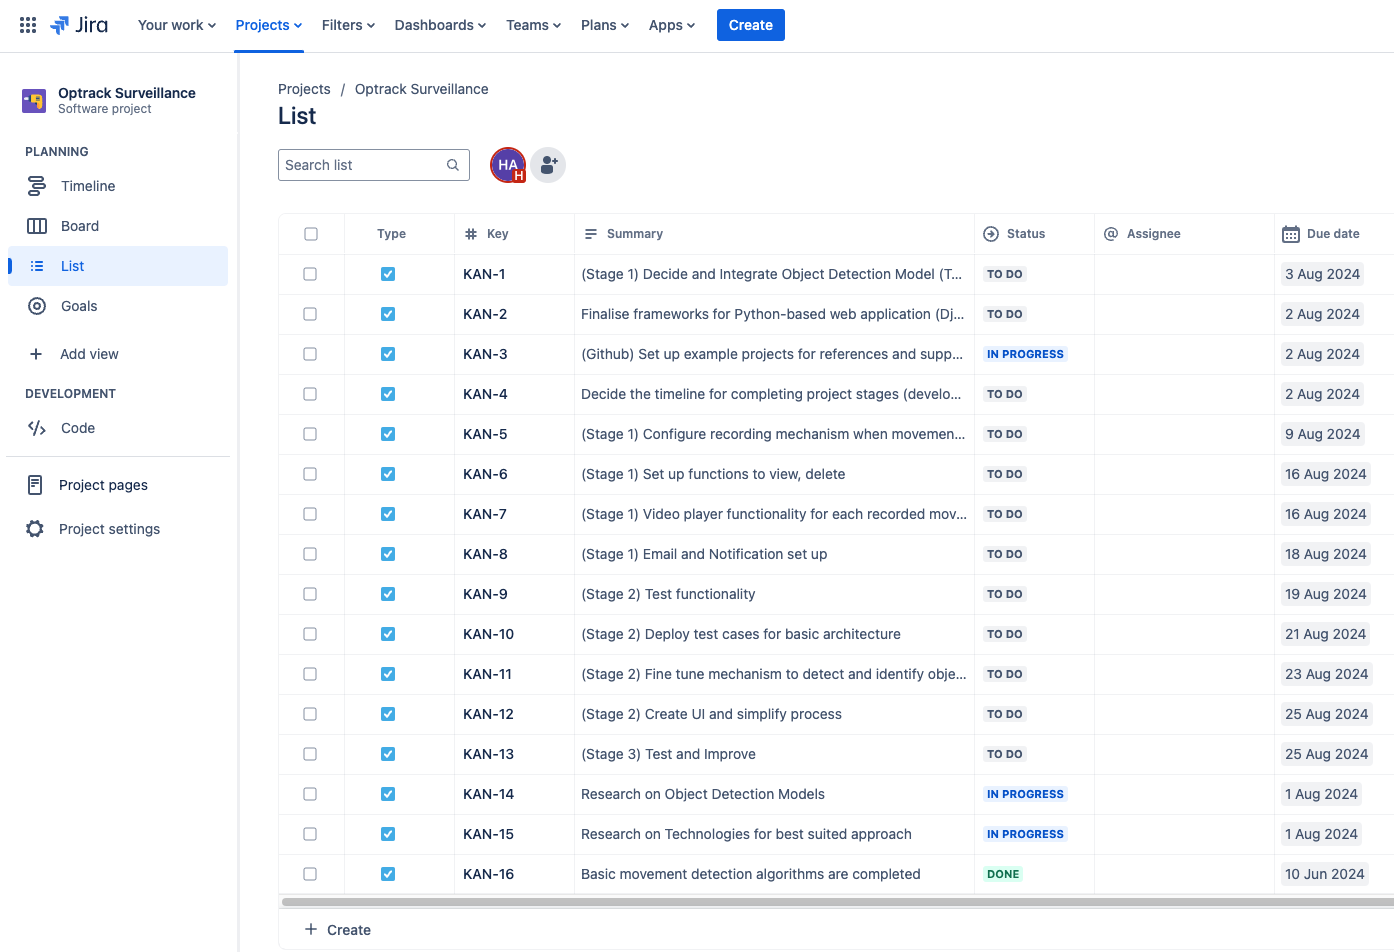 Jira Your work Projects Filters Dashboards Teams Plans Apps Create
Optrack Surveillance
Software project
PLANNING
Timeline
Board
List
Goals
Add view
DEVELOPMENT
Code
Project pages
Project settings
Projects / Optrack Surveillance
List
Search list HA H
Type Key Summary Status Assignee Due date
KAN-1 (Stage 1) Decide and Integrate Object Detection Model (T... TO DO 3 Aug 2024
KAN-2 Finalise frameworks for Python-based web application (Dj... TO DO 2 Aug 2024
KAN-3 (Github) Set up example projects for references and supp... IN PROGRESS 2 Aug 2024
KAN-4 Decide the timeline for completing project stages (develo... TO DO 2 Aug 2024
KAN-5 (Stage 1) Configure recording mechanism when movemen... TO DO 9 Aug 2024
KAN-6 (Stage 1) Set up functions to view, delete TO DO 16 Aug 2024
KAN-7 (Stage 1) Video player functionality for each recorded mov... TO DO 16 Aug 2024
KAN-8 (Stage 1) Email and Notification set up TO DO 18 Aug 2024
KAN-9 (Stage 2) Test functionality TO DO 19 Aug 2024
KAN-10 (Stage 2) Deploy test cases for basic architecture TO DO 21 Aug 2024
KAN-11 (Stage 2) Fine tune mechanism to detect and identify obje... TO DO 23 Aug 2024
KAN-12 (Stage 2) Create UI and simplify process TO DO 25 Aug 2024
KAN-13 (Stage 3) Test and Improve TO DO 25 Aug 2024
KAN-14 Research on Object Detection Models IN PROGRESS 1 Aug 2024
KAN-15 Research on Technologies for best suited approach IN PROGRESS 1 Aug 2024
KAN-16 Basic movement detection algorithms are completed DONE 10 Jun 2024
Create